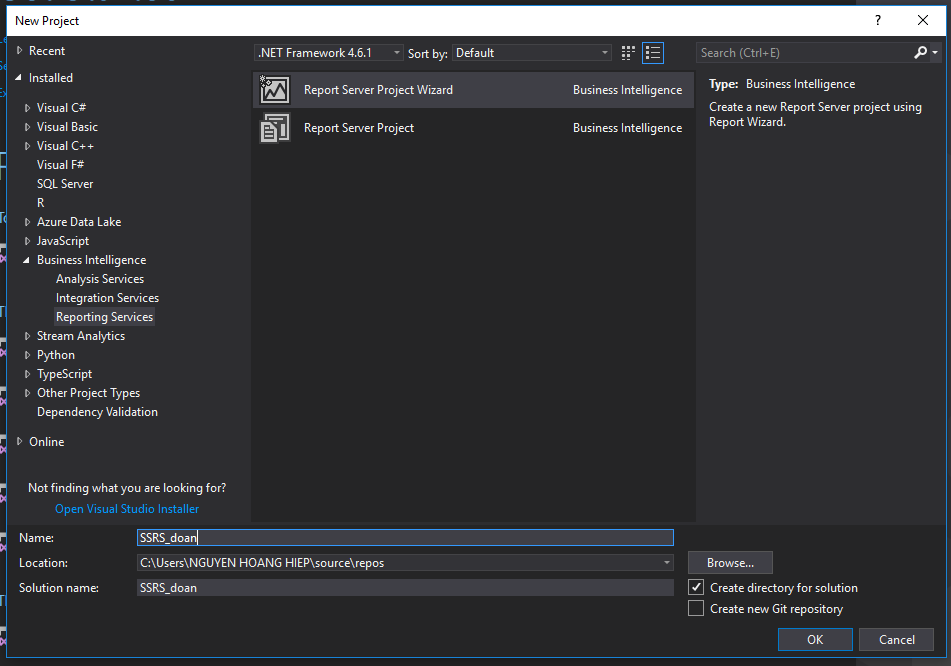 New Project
?
Recent
Installed
Visual C#
Visual Basic
Visual C++
Visual F#
SQL Server
R
Azure Data Lake
JavaScript
Business Intelligence
Analysis Services
Integration Services
Reporting Services
Stream Analytics
Python
TypeScript
Other Project Types
Dependency Validation
Online
Not finding what you are looking for?
Open Visual Studio Installer
.NET Framework 4.6.1 Sort by: Default
Report Server Project Wizard Business Intelligence
Report Server Project Business Intelligence
Search (Ctrl+E)
Type: Business Intelligence
Create a new Report Server project using
Report Wizard.
Name: SSRS_doan
Location: C:\Users\NGUYEN HOANG HIEP\source\repos Browse...
Solution name: SSRS_doan
Create directory for solution
Create new Git repository
OK Cancel